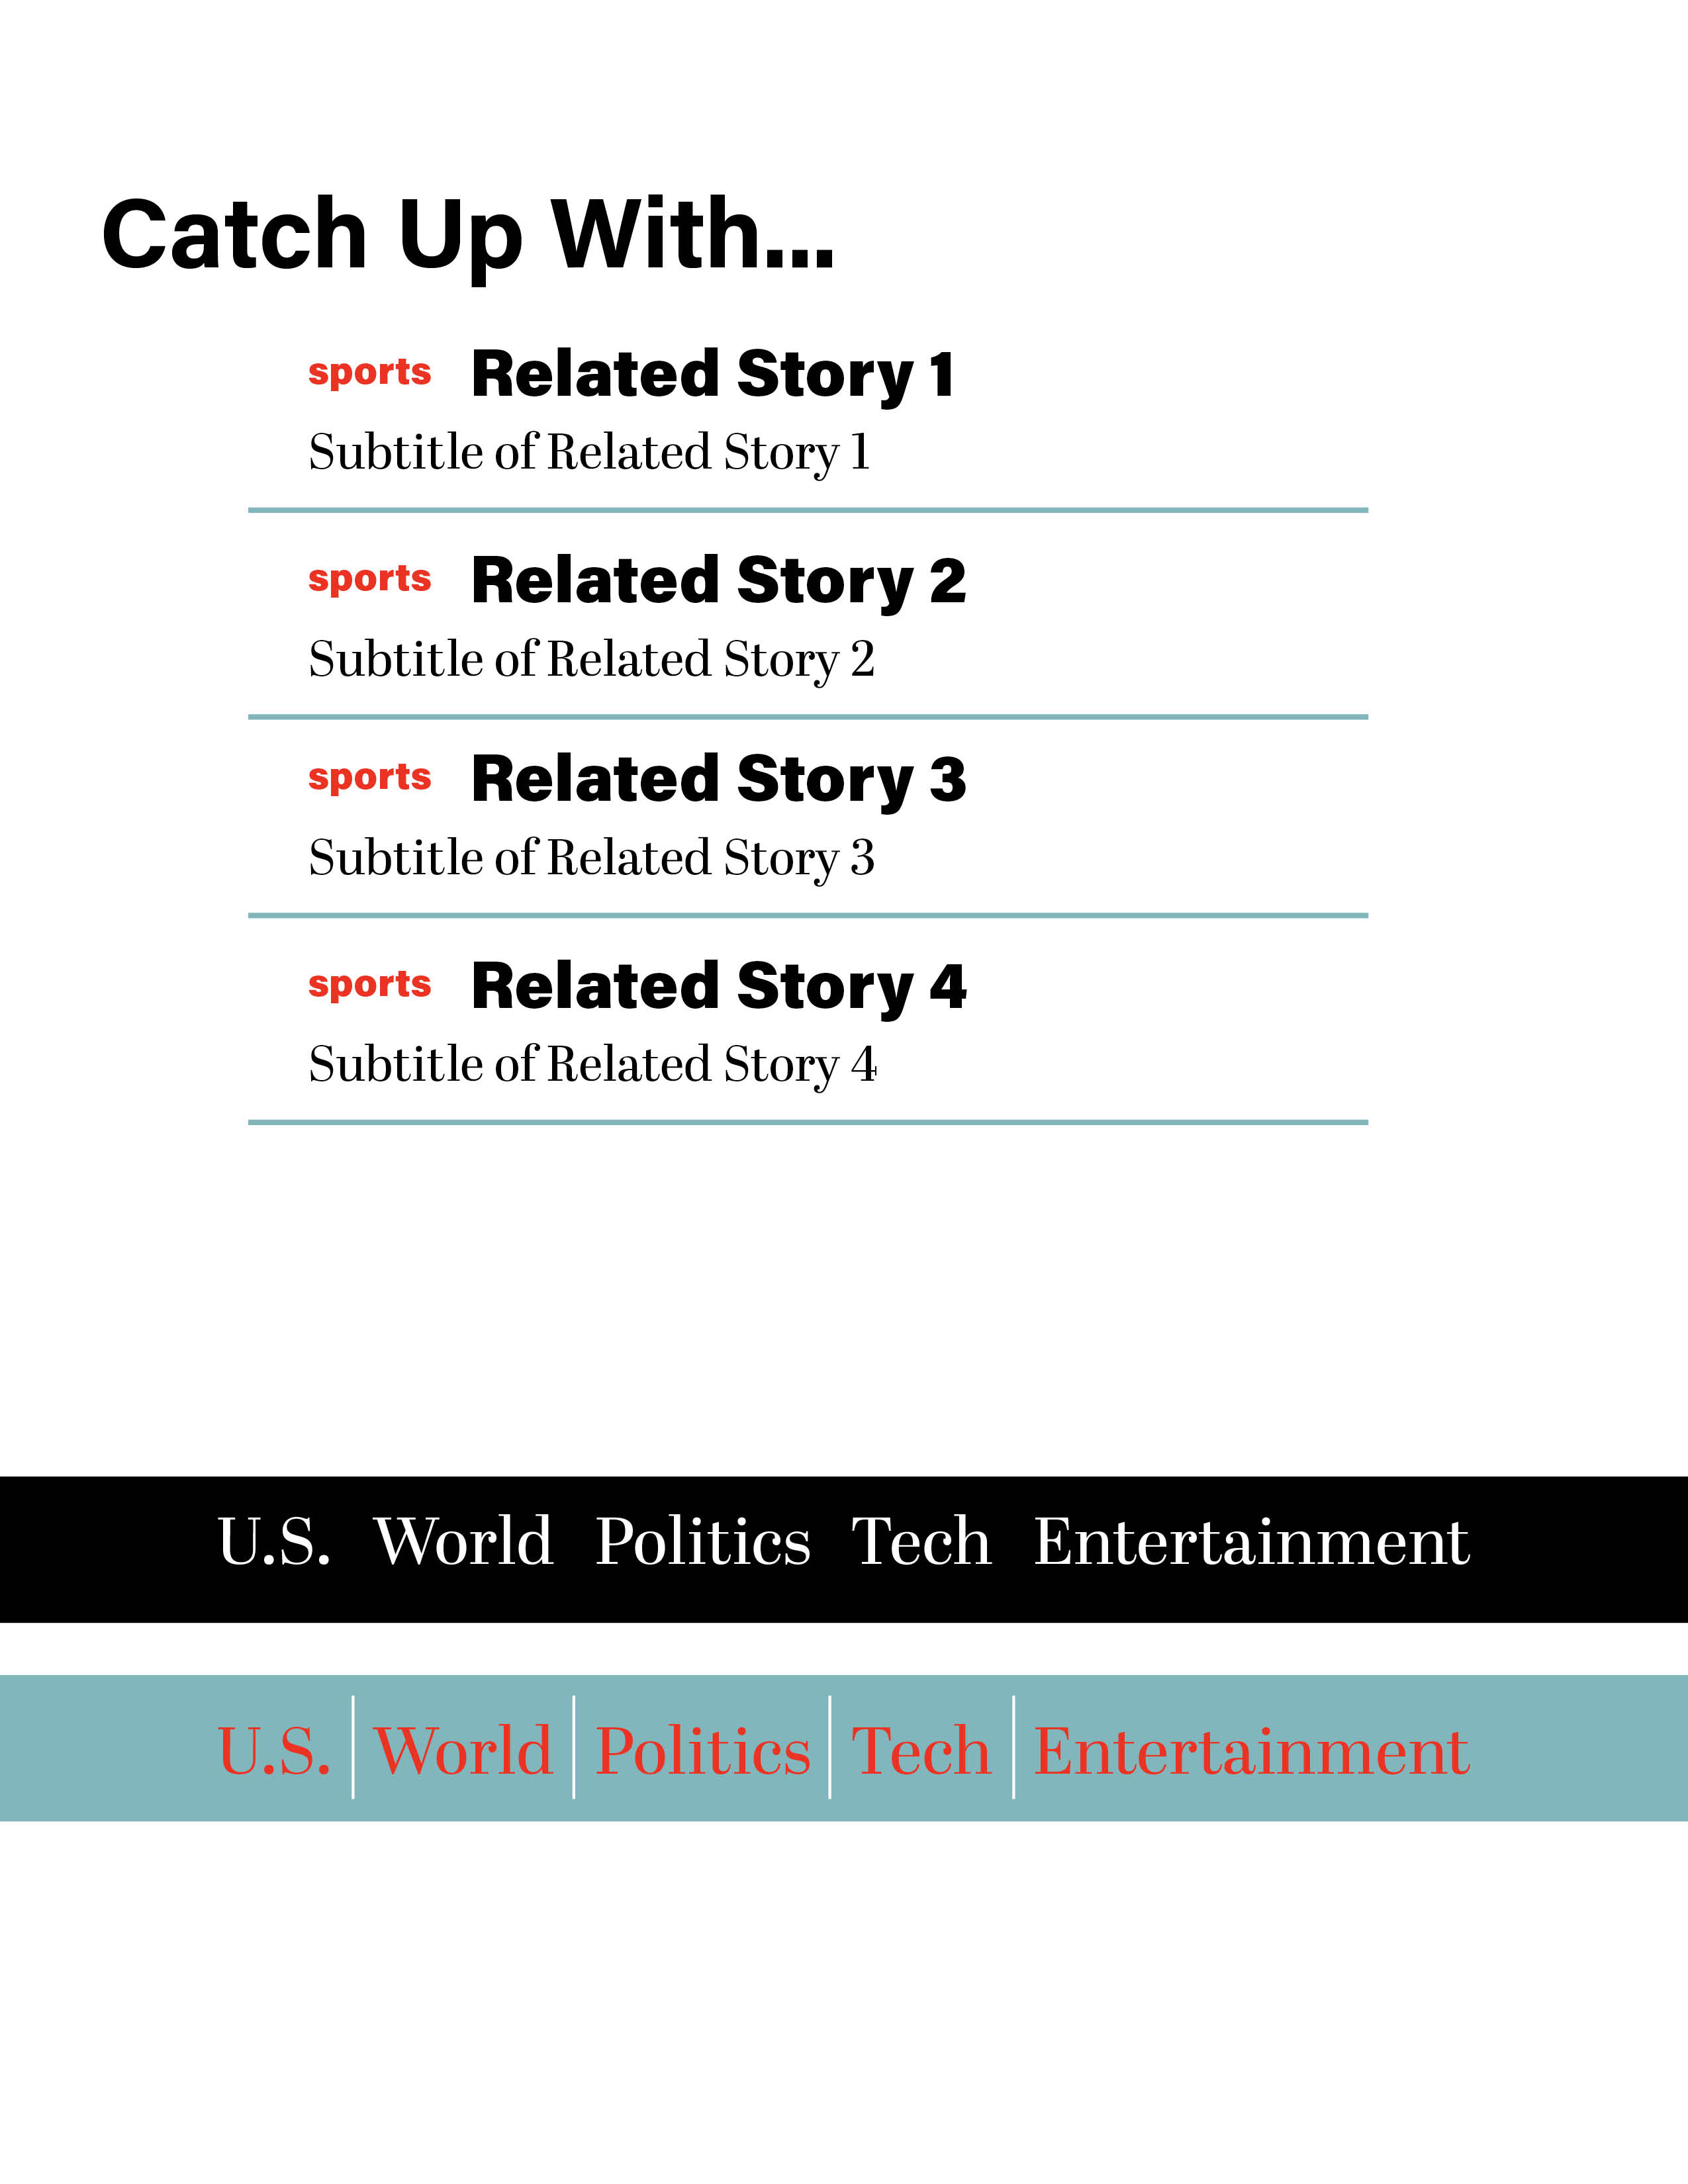 Catch Up With...
sports Related Story 1
Subtitle of Related Story 1
sports Related Story 2
Subtitle of Related Story 2
sports Related Story 3
Subtitle of Related Story 3
sports Related Story 4
Subtitle of Related Story 4
U.S. World Politics Tech Entertainment
U.S. World Politics Tech Entertainment